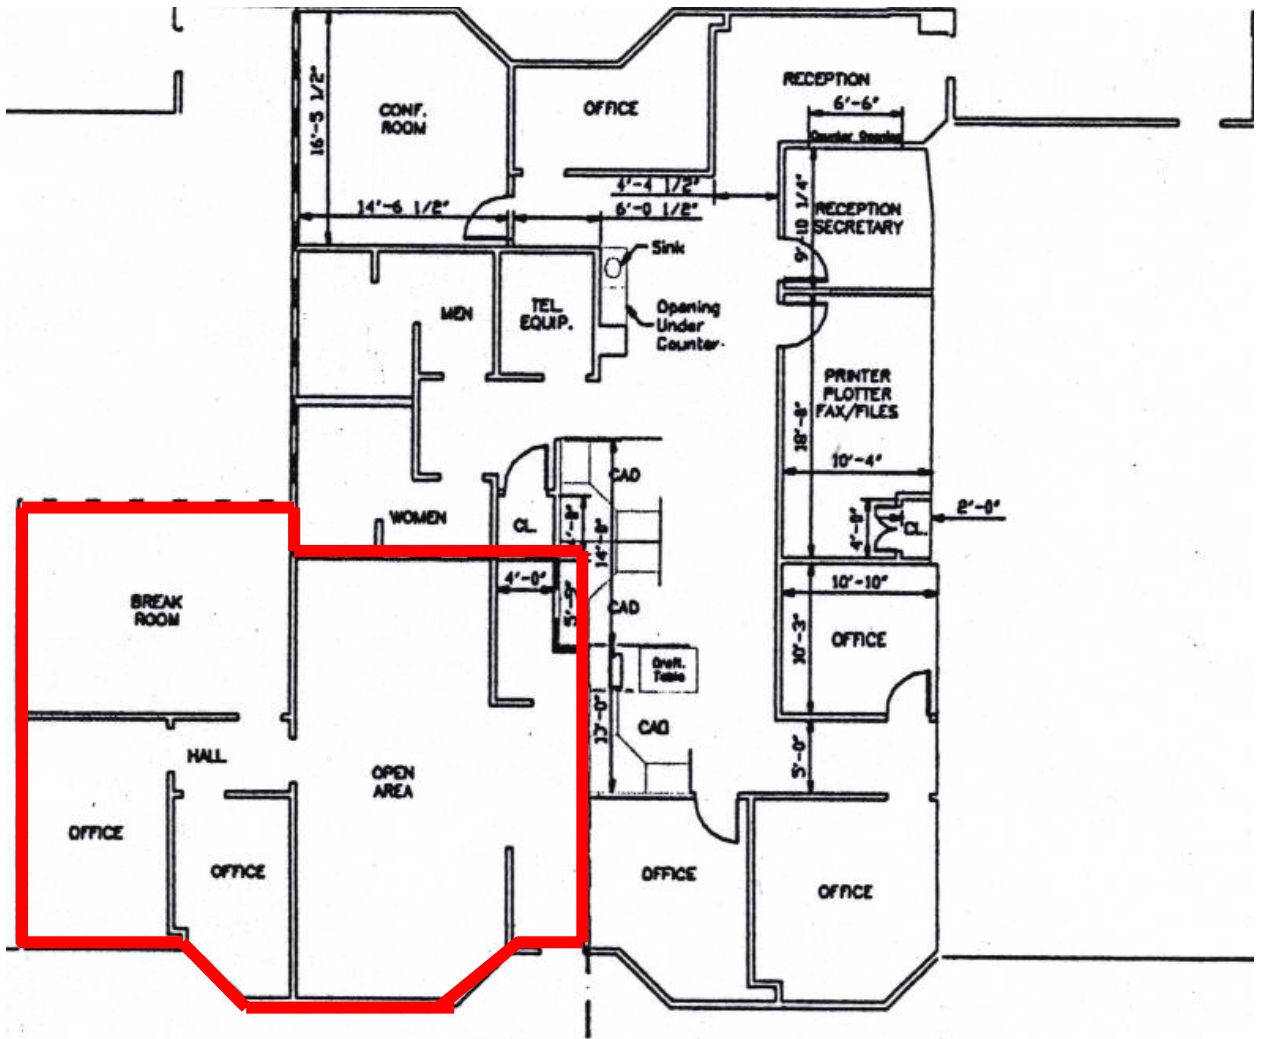 RECEPTION
6'-6"
Counter Opening
CONF.
ROOM
16'-5 1/2"
OFFICE
4'-4 1/2"
14'-6 1/2"
6'-0 1/2"
9'-10 1/4"
RECEPTION
SECRETARY
Sink
MEN
TEL.
EQUIP.
Opening
Under
Counter
PRINTER
PLOTTER
FAX/FILES
18'-8"
10'-4"
CAD
WOMEN
CL.
14'-8"
4'-0"
CL.
2'-0"
4'-0"
5'-9"
CAD
10'-10"
BREAK
ROOM
10'-3"
OFFICE
Draft.
Table
13'-0"
CAD
HALL
OPEN
AREA
5'-0"
OFFICE
OFFICE
OFFICE
OFFICE